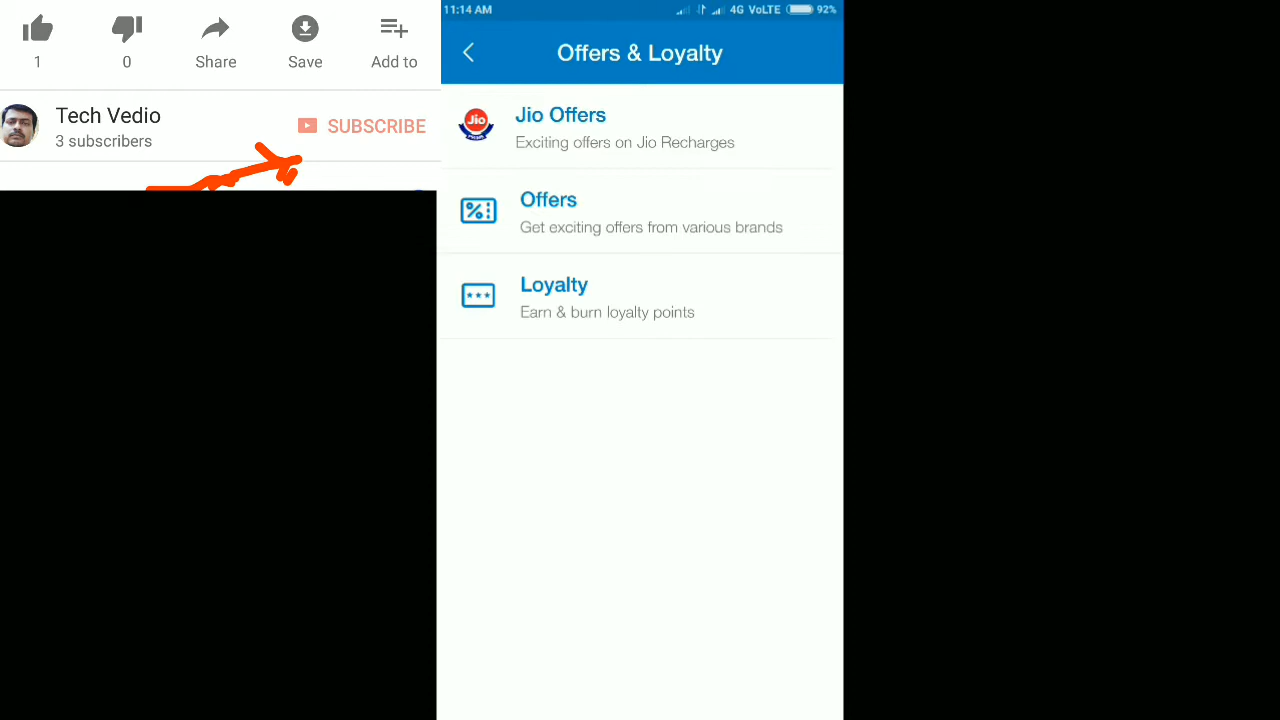 1
0
Share
Save
Add to
Tech Vedio
3 subscribers
SUBSCRIBE
11:14 AM
4G VoLTE 92%
Offers & Loyalty
Jio
Jio Offers
Exciting offers on Jio Recharges
Offers
Get exciting offers from various brands
Loyalty
Earn & burn loyalty points